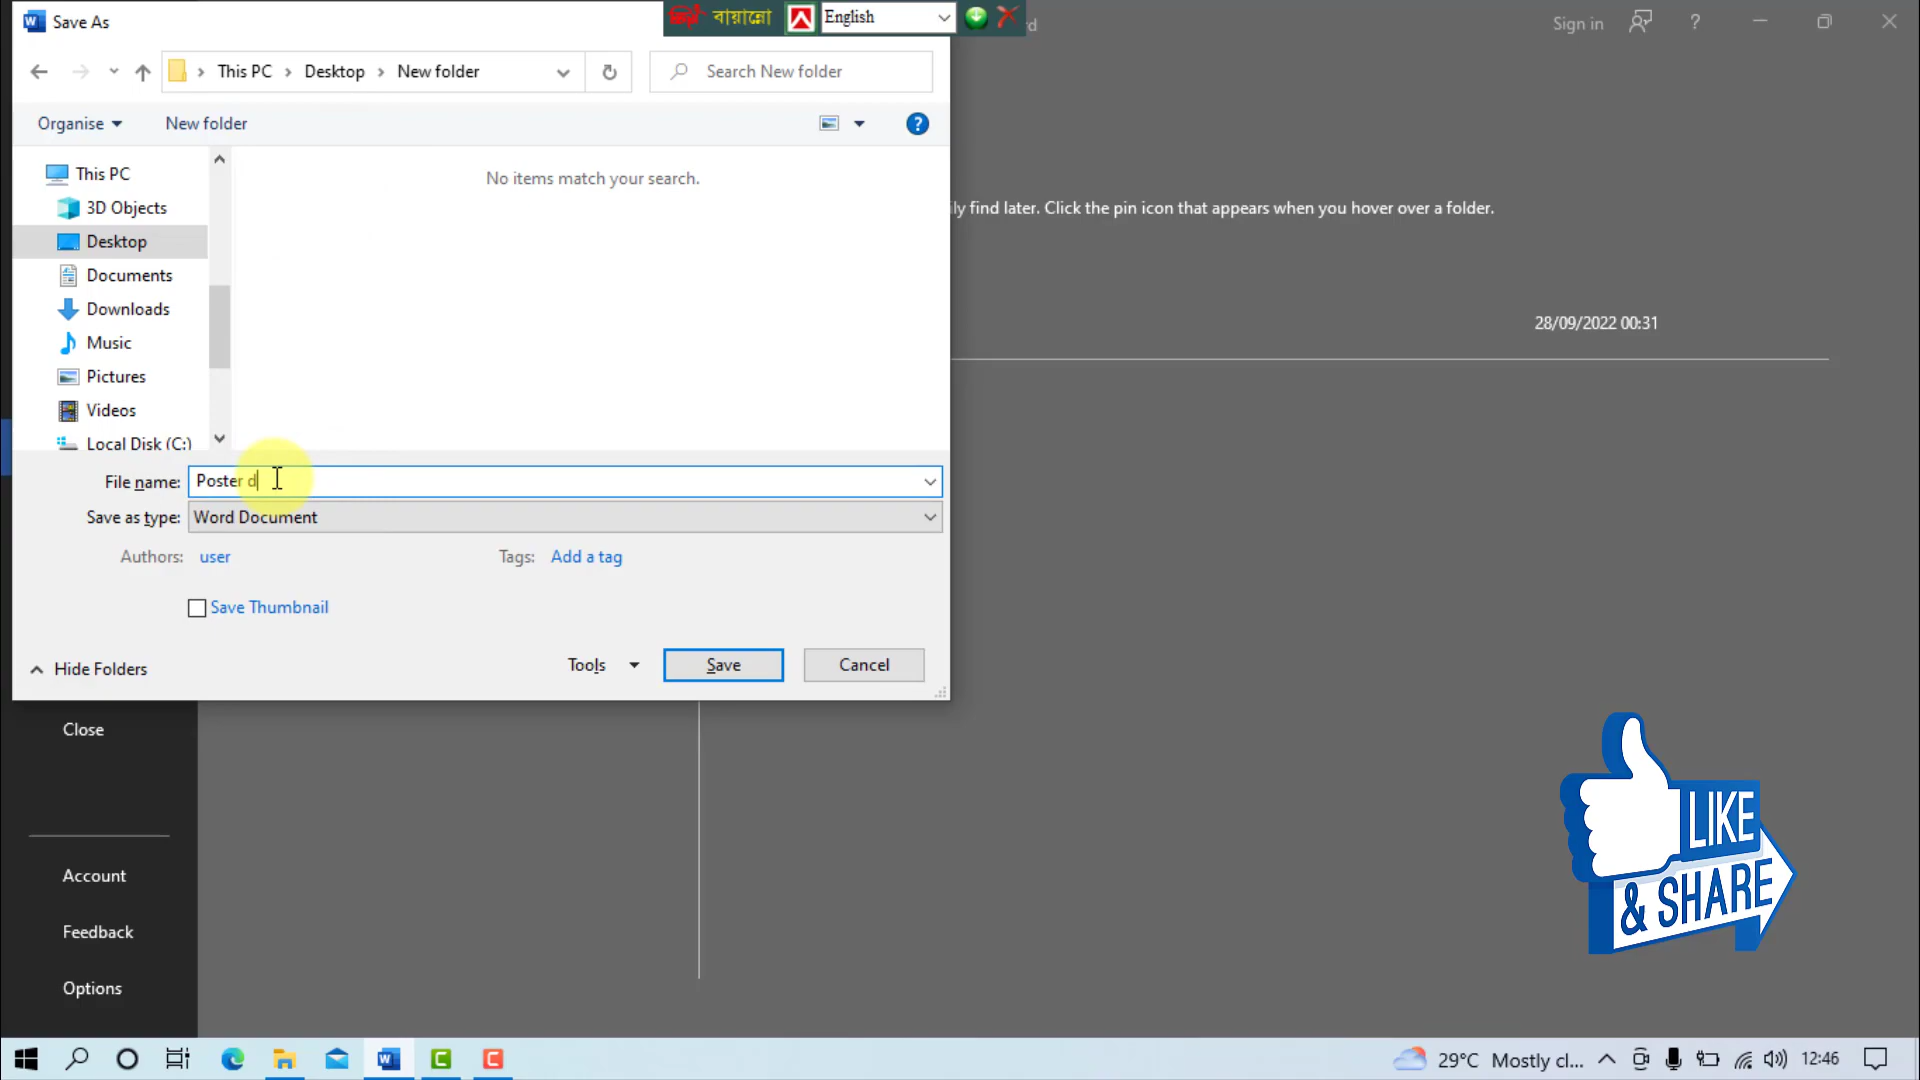 Save As
বায়ান্নো
English
d
Sign in
?
This PC
Desktop
New folder
Search New folder
Organise
New folder
?
No items match your search.
This PC
3D Objects
Desktop
Documents
Downloads
Music
Pictures
Videos
Local Disk (C:)
ily find later. Click the pin icon that appears when you hover over a folder.
28/09/2022 00:31
File name: Poster d
Save as type: Word Document
Authors: user
Tags: Add a tag
Save Thumbnail
Hide Folders
Tools
Save
Cancel
Close
Account
Feedback
Options
LIKE
& SHARE
29°C Mostly cl...
12:46